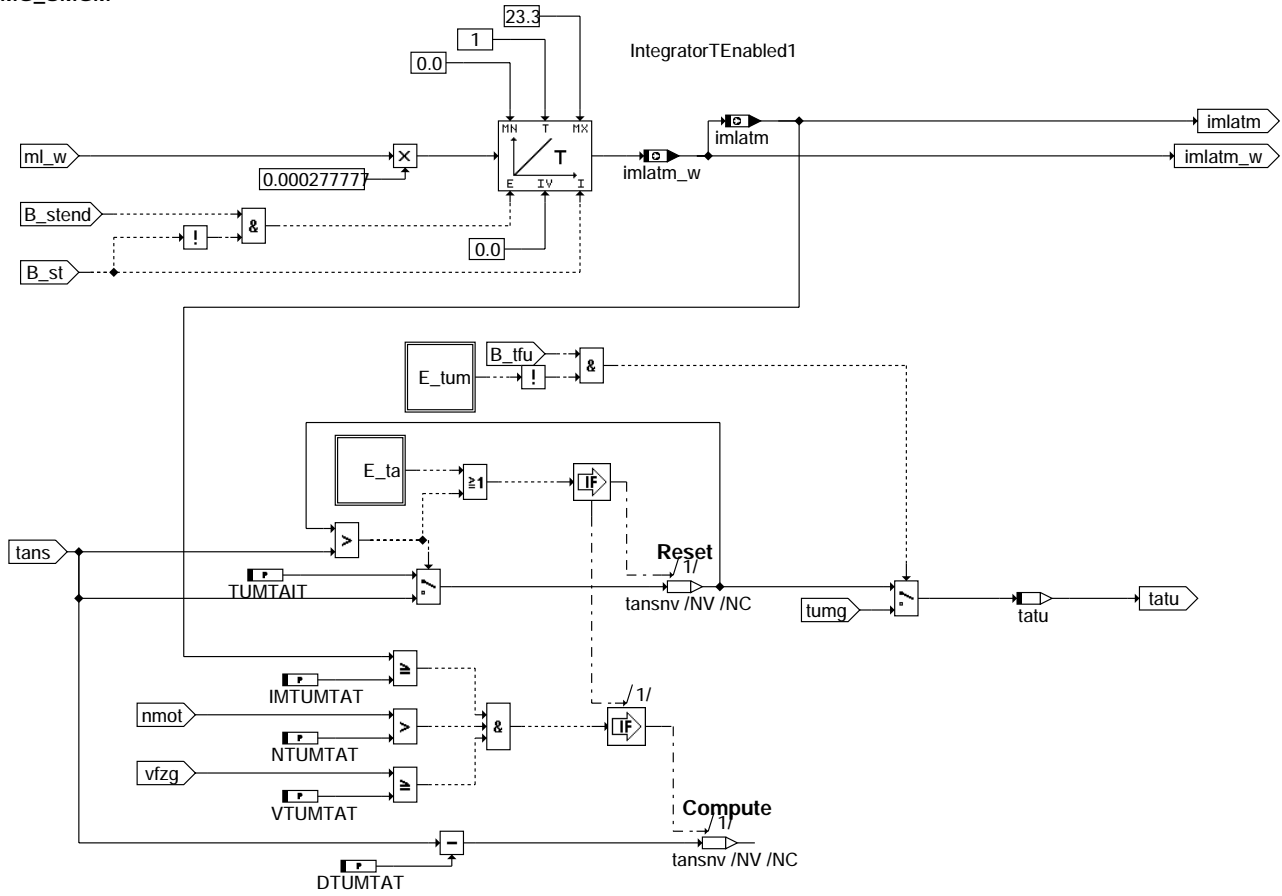 23.3
1
IntegratorTEnabled1
0.0
MN T MX
imlatm
imlatm
ml_w
T
imlatm_w
imlatm_w
0.000277777
E IV I
B_stend
!
&
0.0
B_st
B_tfu
&
E_tum
!
E_ta
≥1
IF
>
tans
Reset
/1/
TUMTAIT
tansnv /NV /NC
tumg
tatu
tatu
≥
IMTUMTAT
/1/
nmot
>
&
IF
NTUMTAT
vfzg
≥
VTUMTAT
Compute
/1/
-
tansnv /NV /NC
DTUMTAT